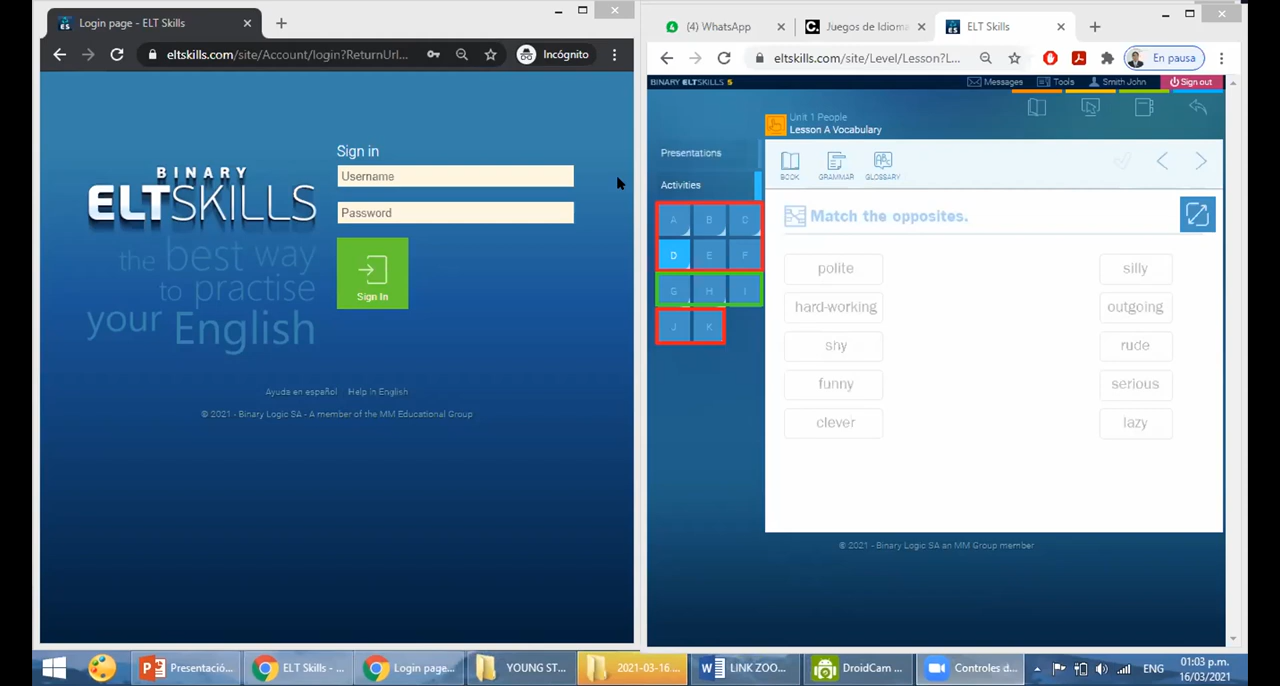 Login page - ELT Skills
eltskills.com/site/Account/login?ReturnUrl...
Incógnito
BINARY
ELTSKILLS
the best way
to practise
your English
Sign in
Username
Password
Sign In
Ayuda en español Help in English
© 2021 - Binary Logic SA - A member of the MM Educational Group
(4) WhatsApp
Juegos de Idioma
ELT Skills
eltskills.com/site/Level/Lesson?L...
En pausa
BINARY ELTSKILLS 5
Messages
Tools
Smith John
Sign out
Unit 1 People
Lesson A Vocabulary
Presentations
Activities
A B C
D E F
G H I
J K
BOOK
GRAMMAR
GLOSSARY
Match the opposites.
polite silly
hard-working outgoing
shy rude
funny serious
clever lazy
© 2021 - Binary Logic SA an MM Group member
Presentació...
ELT Skills - ...
Login page...
YOUNG ST...
2021-03-16 ...
LINK ZOO...
DroidCam ...
Controles d...
ENG
01:03 p.m.
16/03/2021